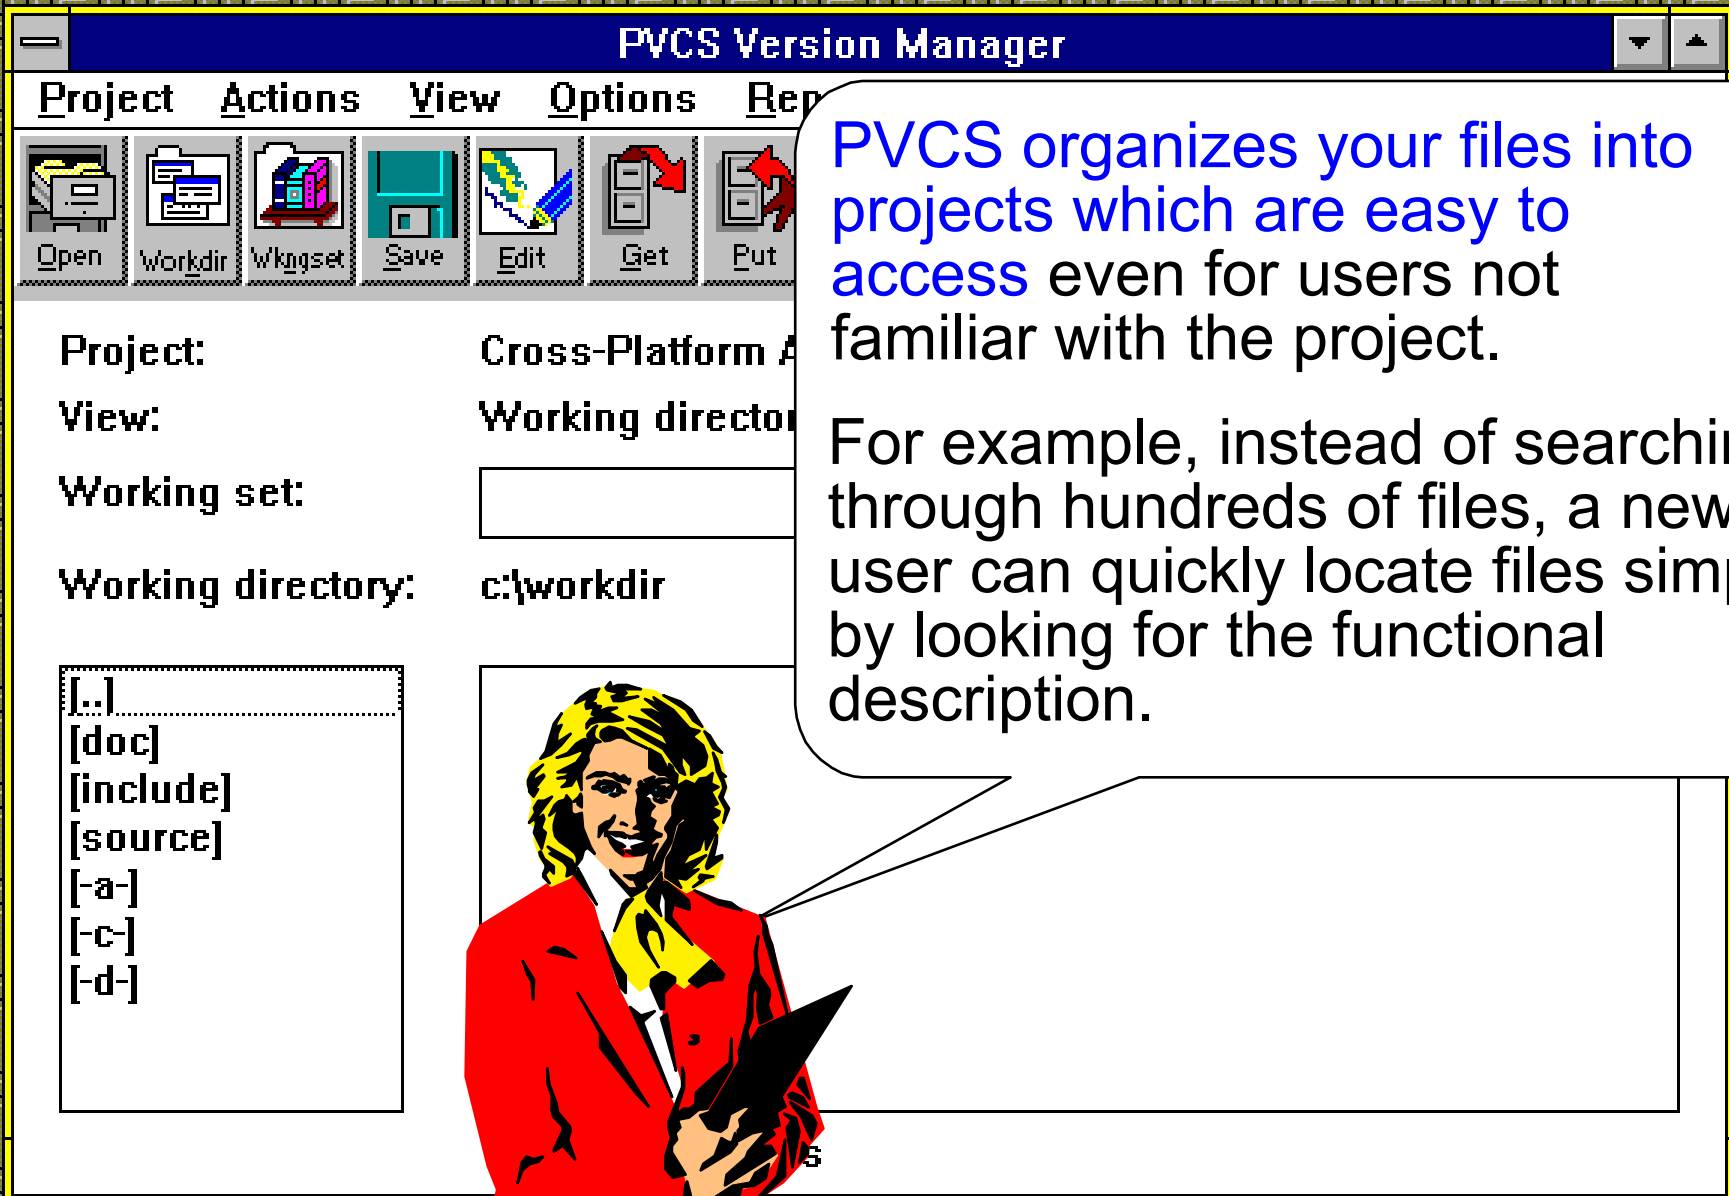 PVCS Version Manager
Project Actions View Options Rep
Open Workdir Wkngset Save Edit Get Put
PVCS organizes your files into
projects which are easy to
access even for users not
familiar with the project.
For example, instead of searchin
through hundreds of files, a new
user can quickly locate files simp
by looking for the functional
description.
Project: Cross-Platform A
View: Working director
Working set:
Working directory: c:\workdir
[..]
[doc]
[include]
[source]
[-a-]
[-c-]
[-d-]
s